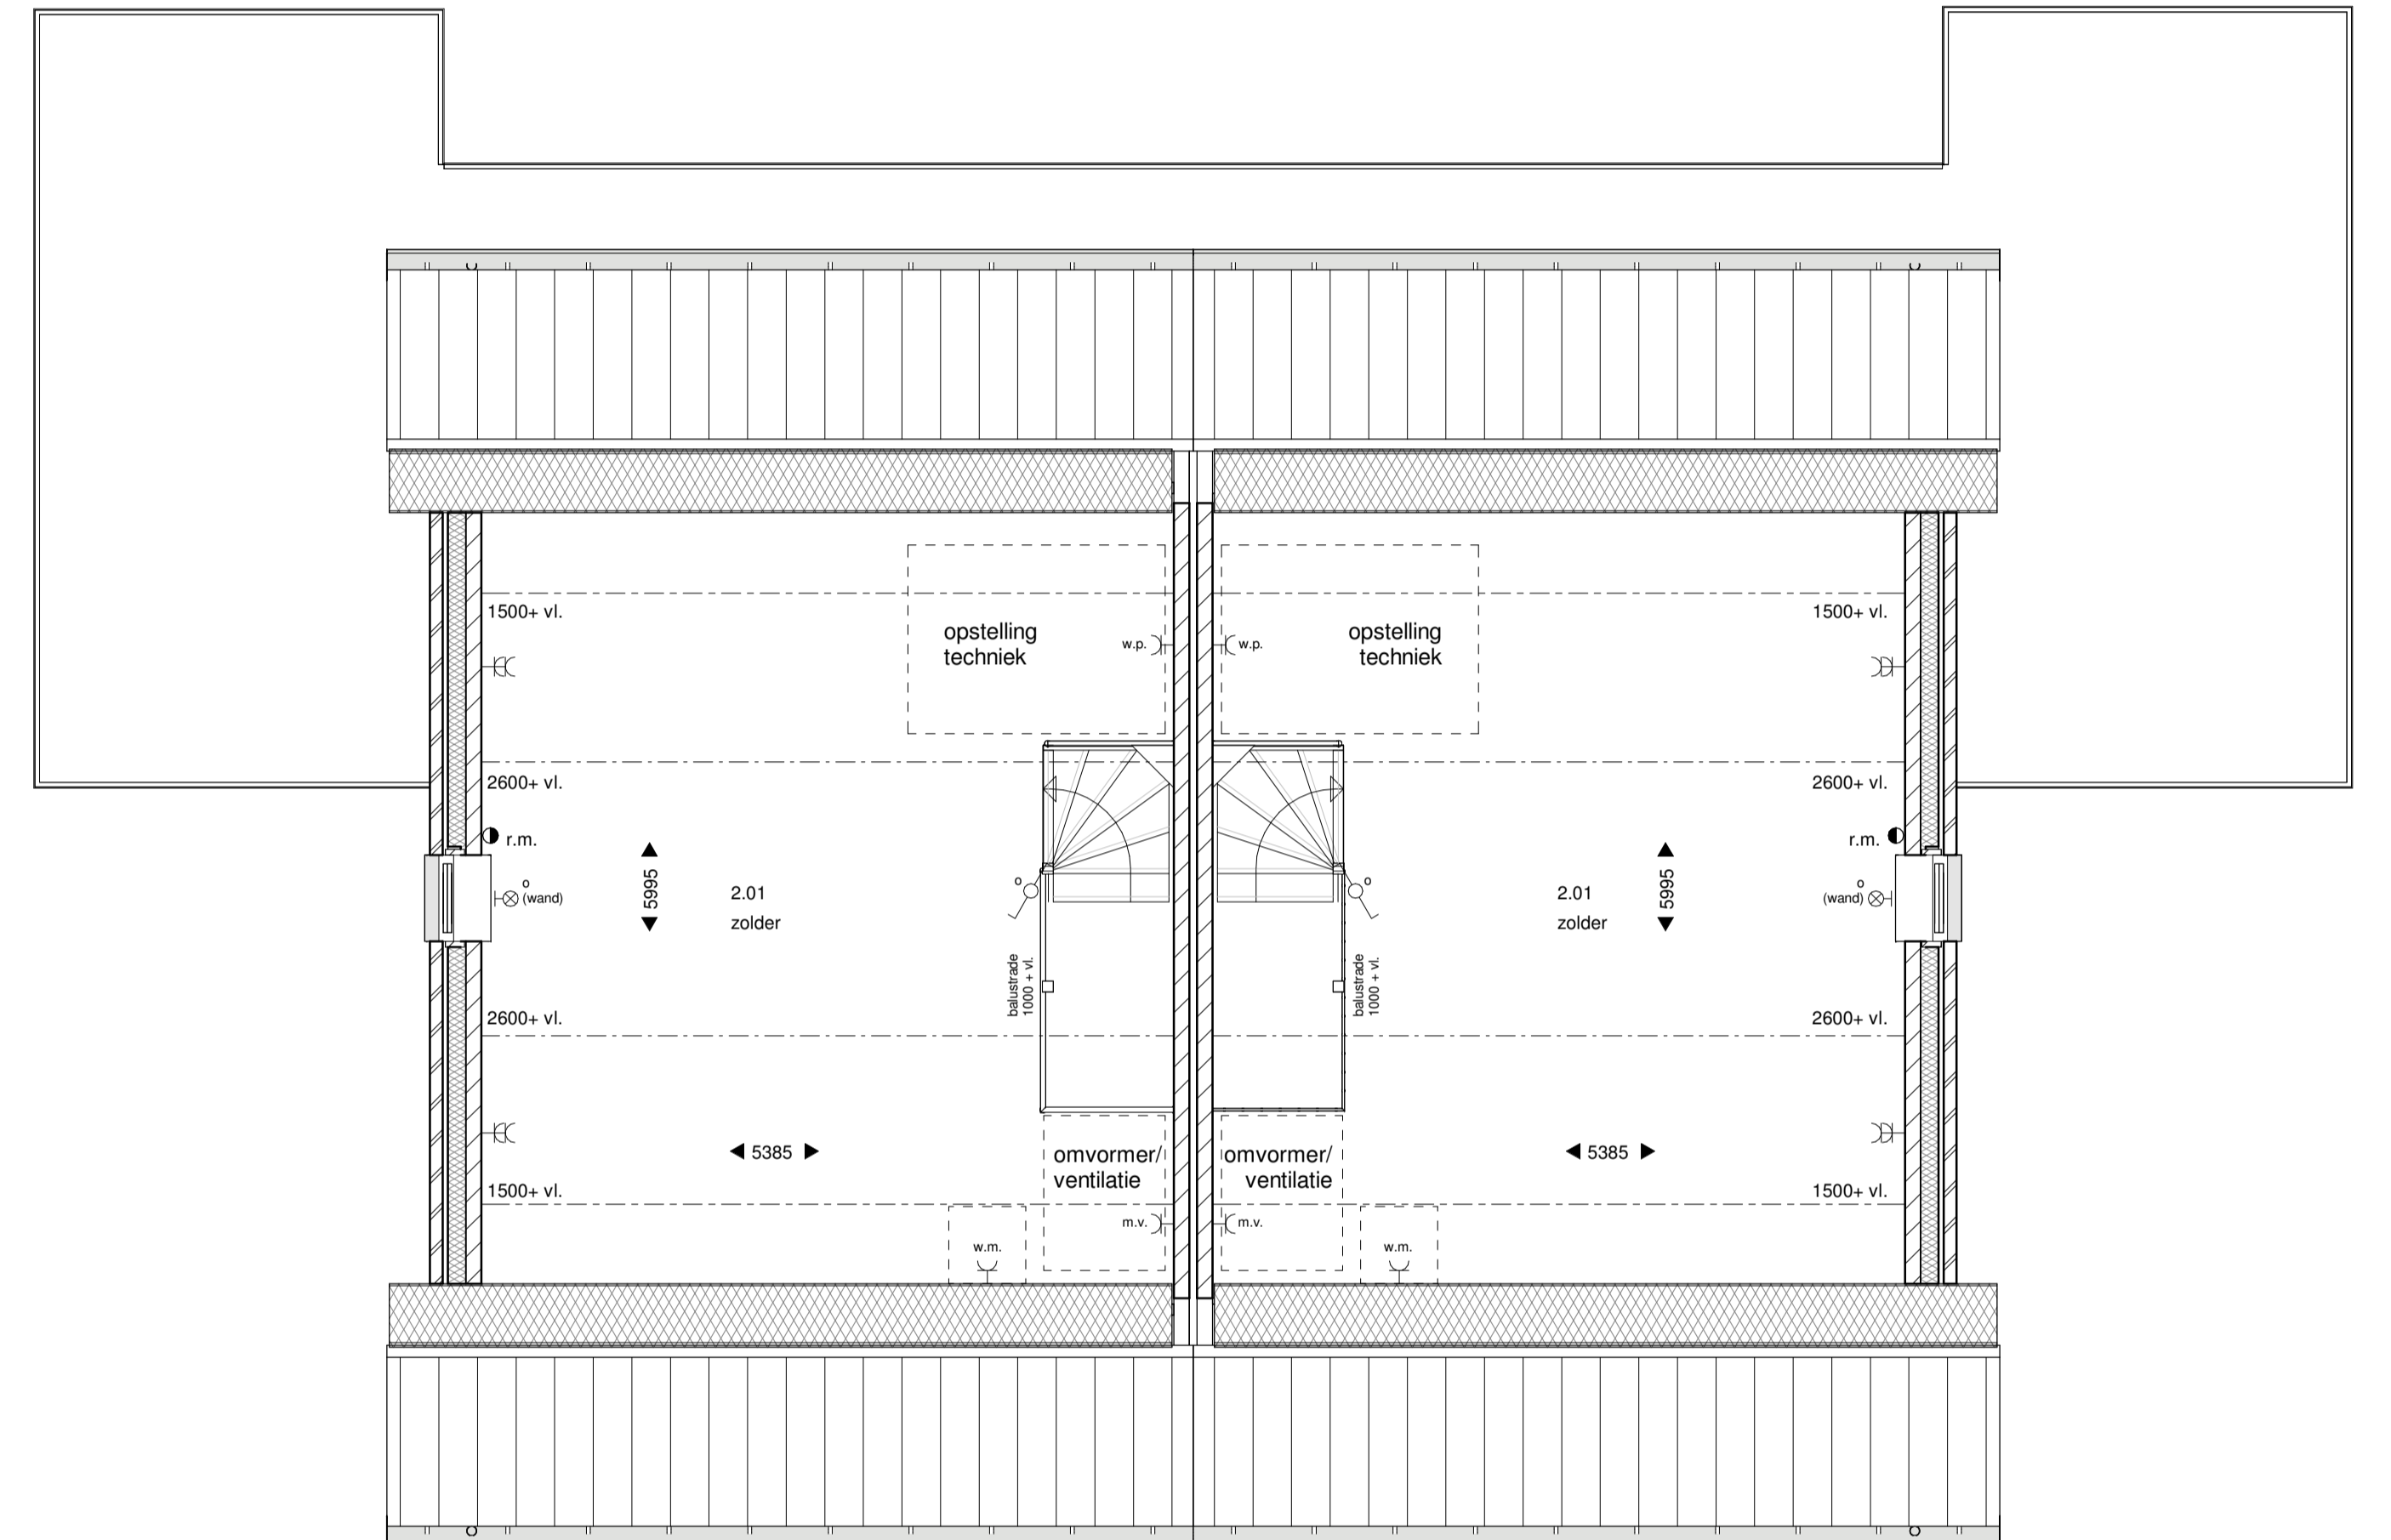 1500+ vl.
1500+ vl.
opstelling
techniek
w.p.
w.p.
opstelling
techniek
2600+ vl.
2600+ vl.
r.m.
r.m.
o
(wand)
5995
2.01
zolder
o
o
2.01
zolder
5995
o
(wand)
balustrade
1000 + vl.
balustrade
1000 + vl.
2600+ vl.
2600+ vl.
5385
5385
omvormer/
ventilatie
omvormer/
ventilatie
1500+ vl.
1500+ vl.
m.v.
m.v.
w.m.
w.m.